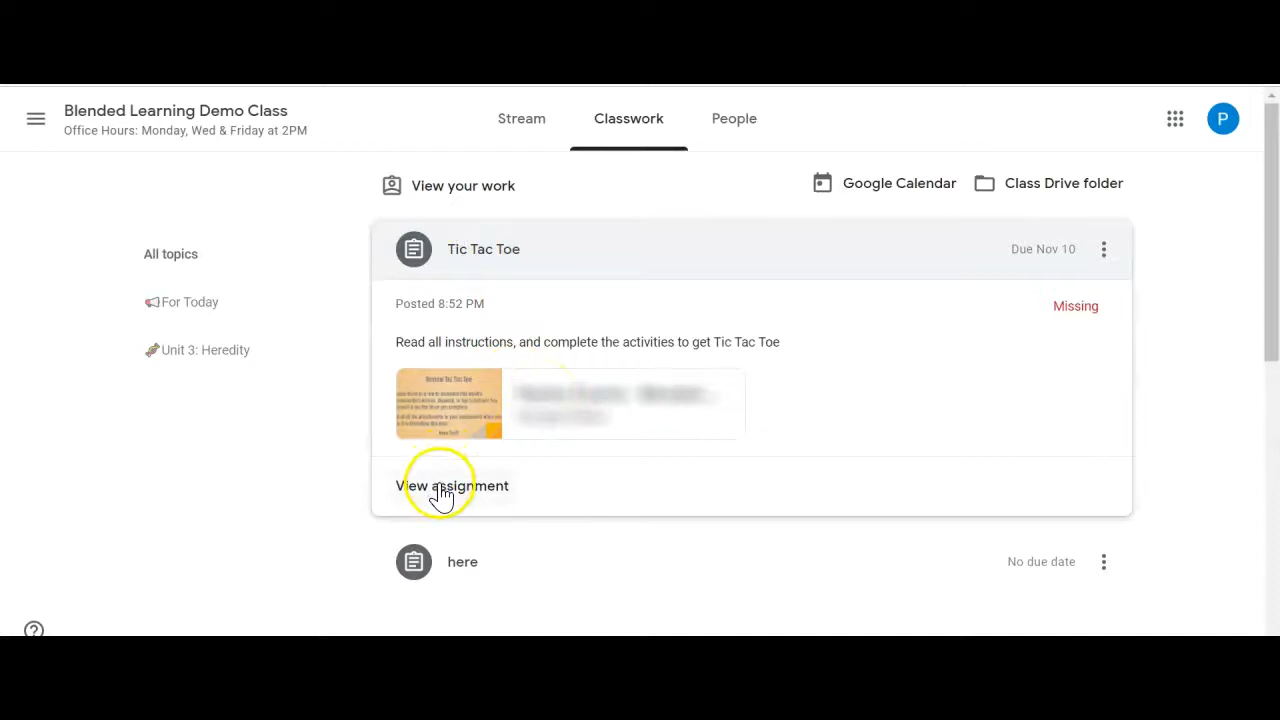 Blended Learning Demo Class
Office Hours: Monday, Wed & Friday at 2PM
Stream
Classwork
People
P
View your work
Google Calendar
Class Drive folder
All topics
For Today
Unit 3: Heredity
Tic Tac Toe
Due Nov 10
Posted 8:52 PM
Missing
Read all instructions, and complete the activities to get Tic Tac Toe
View assignment
here
No due date